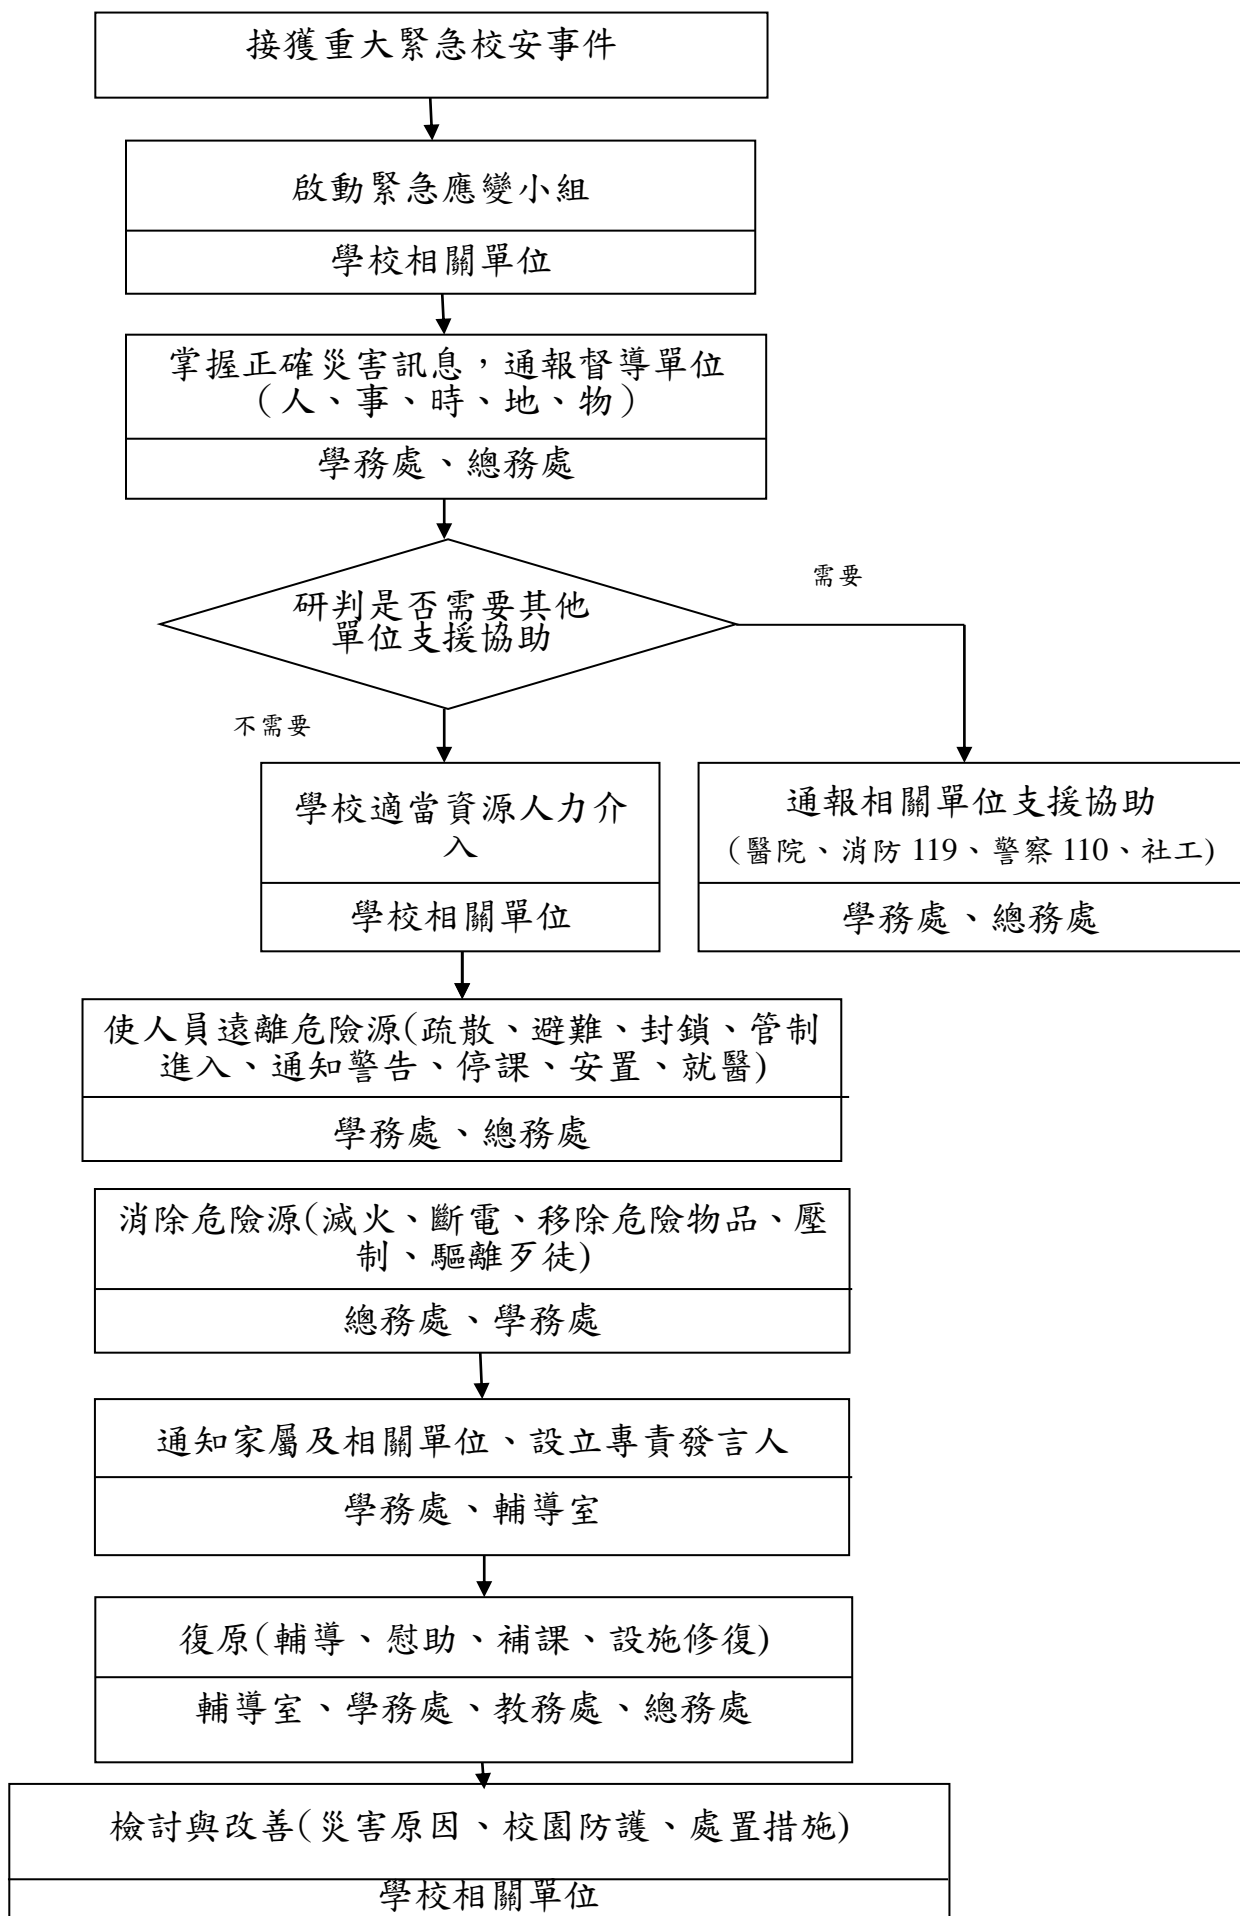 接獲重大緊急校安事件
啟動緊急應變小組
學校相關單位
掌握正確災害訊息，通報督導單位
（人、事、時、地、物）
學務處、總務處
需要
研判是否需要其他
單位支援協助
不需要
學校適當資源人力介
入
學校相關單位
通報相關單位支援協助
（醫院、消防 119、警察 110、社工)
學務處、總務處
使人員遠離危險源(疏散、避難、封鎖、管制
進入、通知警告、停課、安置、就醫)
學務處、總務處
消除危險源(滅火、斷電、移除危險物品、壓
制、驅離歹徒)
總務處、學務處
通知家屬及相關單位、設立專責發言人
學務處、輔導室
復原(輔導、慰助、補課、設施修復)
輔導室、學務處、教務處、總務處
檢討與改善(災害原因、校園防護、處置措施)
學校相關單位